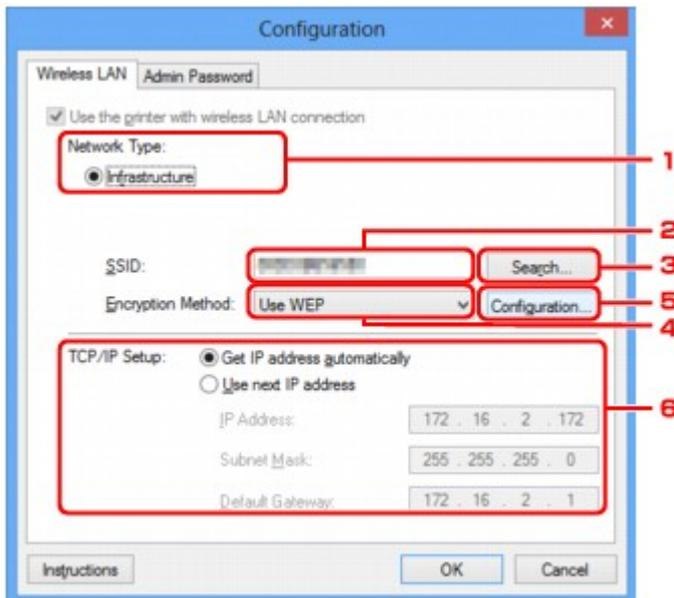 Configuration
Wireless LAN Admin Password
Use the printer with wireless LAN connection
Network Type:
1
Infrastructure
2
SSID:
Search...
3
Encryption Method: Use WEP
Configuration...
5
4
TCP/IP Setup: Get IP address automatically
Use next IP address
6
IP Address: 172 . 16 . 2 . 172
Subnet Mask: 255 . 255 . 255 . 0
Default Gateway: 172 . 16 . 2 . 1
Instructions OK Cancel